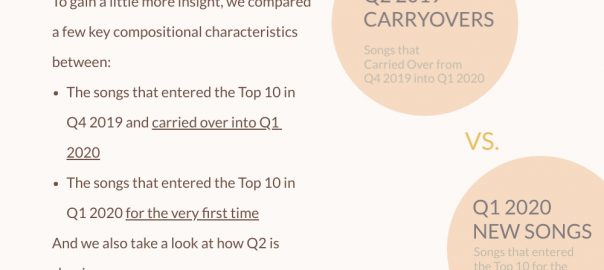 To gain a little more insight, we compared
a few key compositional characteristics
between:
• The songs that entered the Top 10 in
Q4 2019 and carried over into Q1
2020
• The songs that entered the Top 10 in
Q1 2020 for the very first time
And we also take a look at how Q2 is
2019
CARRYOVERS
Songs that
Carried Over from
Q4 2019 into Q1 2020
VS.
Q1 2020
NEW SONGS
Songs that entered
the Top 10 for the